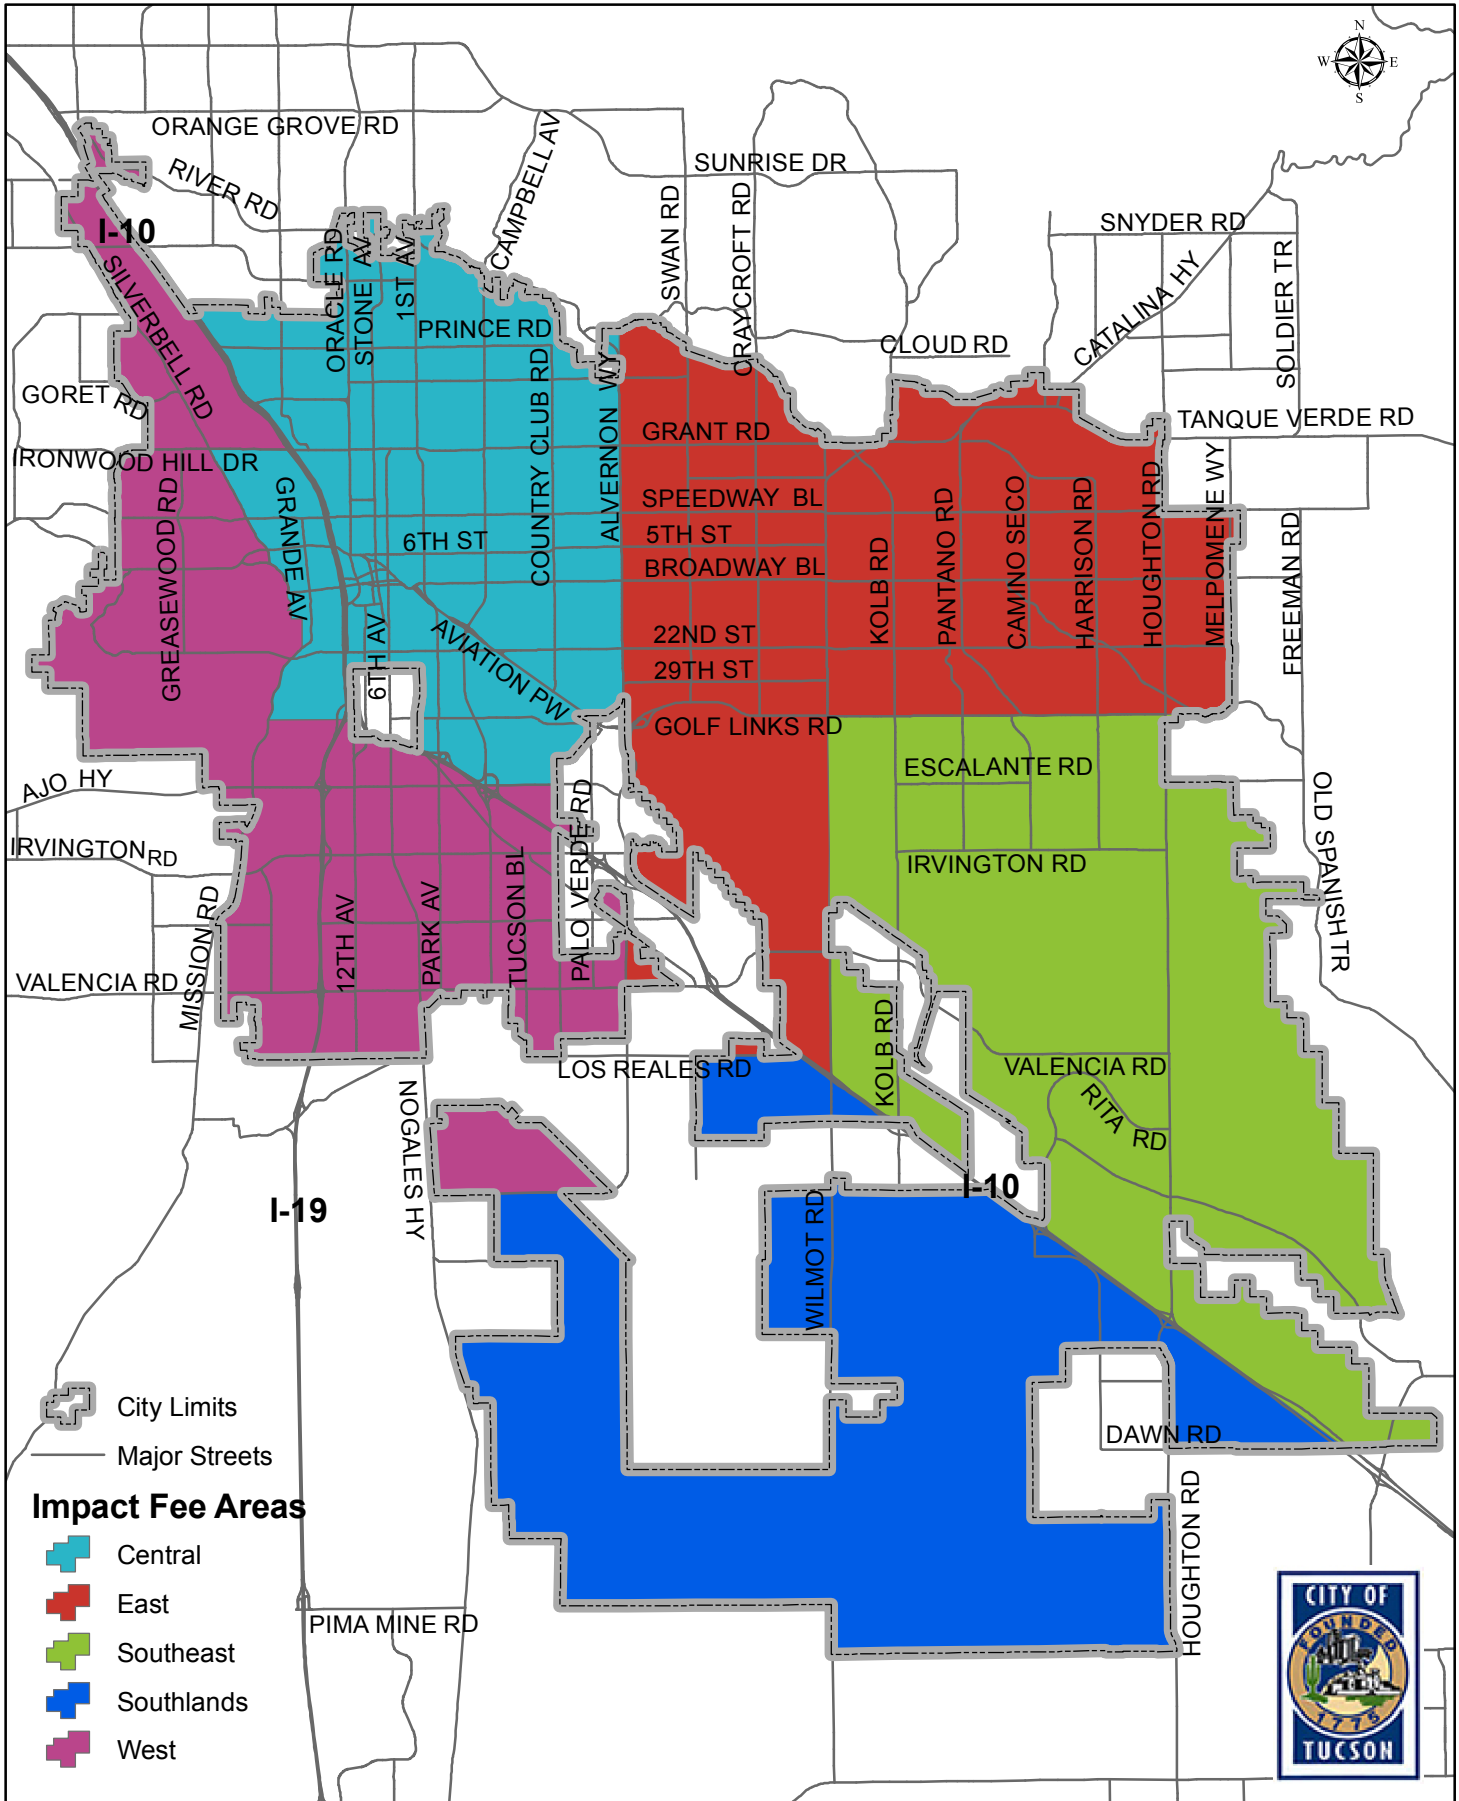 N
W
E
S
ORANGE GROVE RD
RIVER RD
CAMPBELL AV
SUNRISE DR
SWAN RD
CRAYCROFT RD
SNYDER RD
CATALINA HY
SOLDIER TR
I-10
SILVERBELL RD
ORACLE RD
STONE AV
1ST AV
PRINCE RD
CLOUD RD
GORET RD
COUNTRY CLUB RD
ALVERNON WY
GRANT RD
TANQUE VERDE RD
IRONWOOD HILL DR
GREASEWOOD RD
GRANDE AV
SPEEDWAY BL
6TH ST
5TH ST
BROADWAY BL
KOLB RD
PANTANO RD
CAMINO SECO
HARRISON RD
HOUGHTON RD
MELPOMENE WY
FREEMAN RD
6TH AV
AVIATION PW
22ND ST
29TH ST
GOLF LINKS RD
ESCALANTE RD
AJO HY
IRVINGTON RD
IRVINGTON RD
OLD SPANISH TR
PALO VERDE RD
MISSION RD
12TH AV
PARK AV
TUCSON BL
VALENCIA RD
LOS REALES RD
KOLB RD
VALENCIA RD
RITA RD
NOGALES HY
I-19
I-10
WILMOT RD
DAWN RD
HOUGHTON RD
PIMA MINE RD
City Limits
Major Streets
Impact Fee Areas
Central
East
Southeast
Southlands
West
CITY OF
FOUNDED
1775
TUCSON